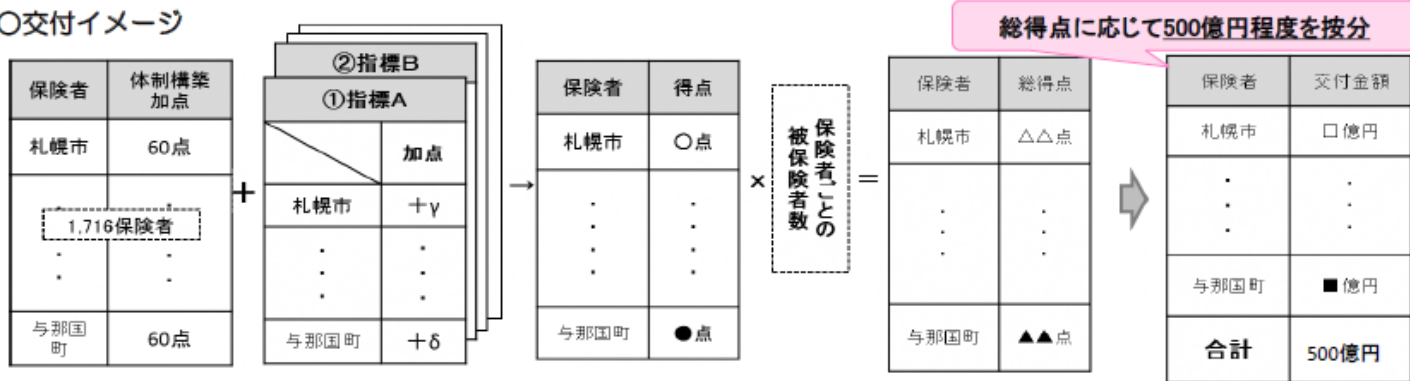 〇交付イメージ
総得点に応じて500億円程度を按分
保険者 体制構築加点
札幌市 60点
1,716保険者
与那国町 60点
＋
②指標B
①指標A
加点
札幌市 ＋γ
与那国町 ＋δ
→
保険者 得点
札幌市 〇点
与那国町 ●点
×
保険者ごとの
被保険者数
＝
保険者 総得点
札幌市 △△点
与那国町 ▲▲点
保険者 交付金額
札幌市 □億円
与那国町 ■億円
合計 500億円